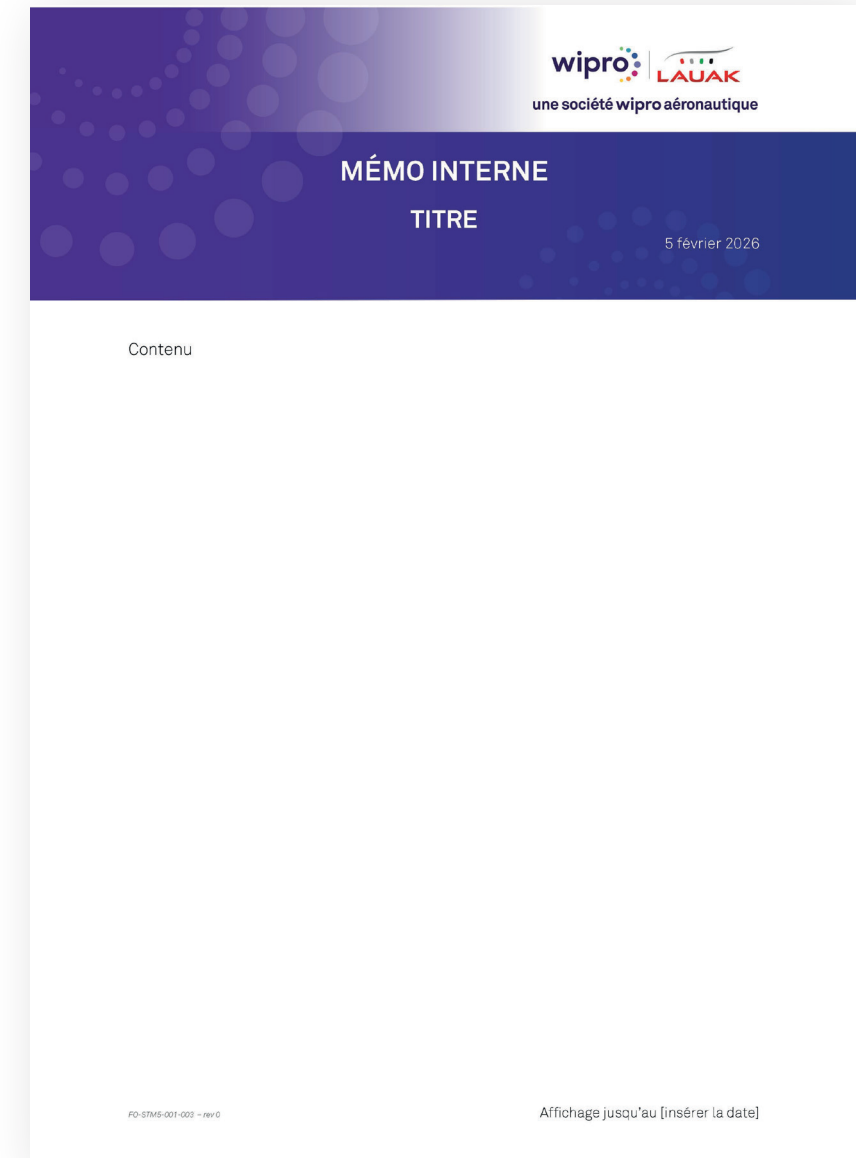 wipro
LAUAK
une société wipro aéronautique
MÉMO INTERNE
TITRE
5 février 2026
Contenu
FO-STM5-001-003 – rev 0
Affichage jusqu'au [insérer la date]